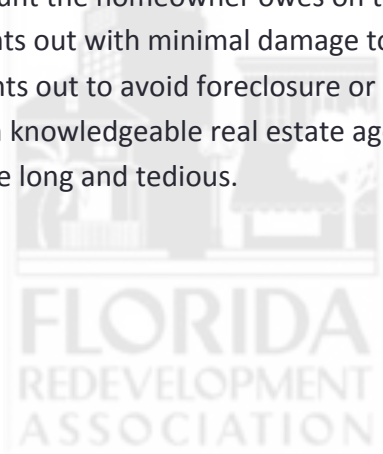 unt the homeowner owes on t
nts out with minimal damage to
nts out to avoid foreclosure or
knowledgeable real estate ag
e long and tedious.
FLORIDA
REDEVELOPMENT
ASSOCIATION